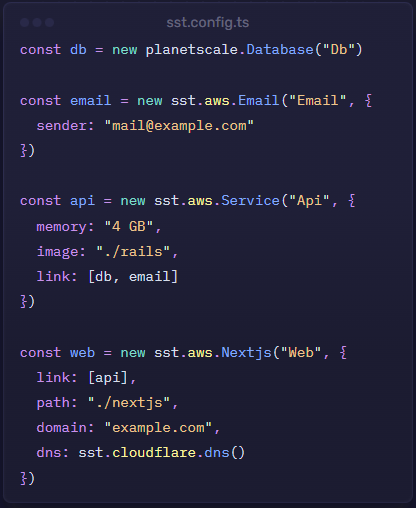 sst.config.ts
const db = new planetscale.Database("Db")
const email = new sst.aws.Email("Email", {
  sender: "mail@example.com"
})
const api = new sst.aws.Service("Api", {
  memory: "4 GB",
  image: "./rails",
  link: [db, email]
})
const web = new sst.aws.Nextjs("Web", {
  link: [api],
  path: "./nextjs",
  domain: "example.com",
  dns: sst.cloudflare.dns()
})